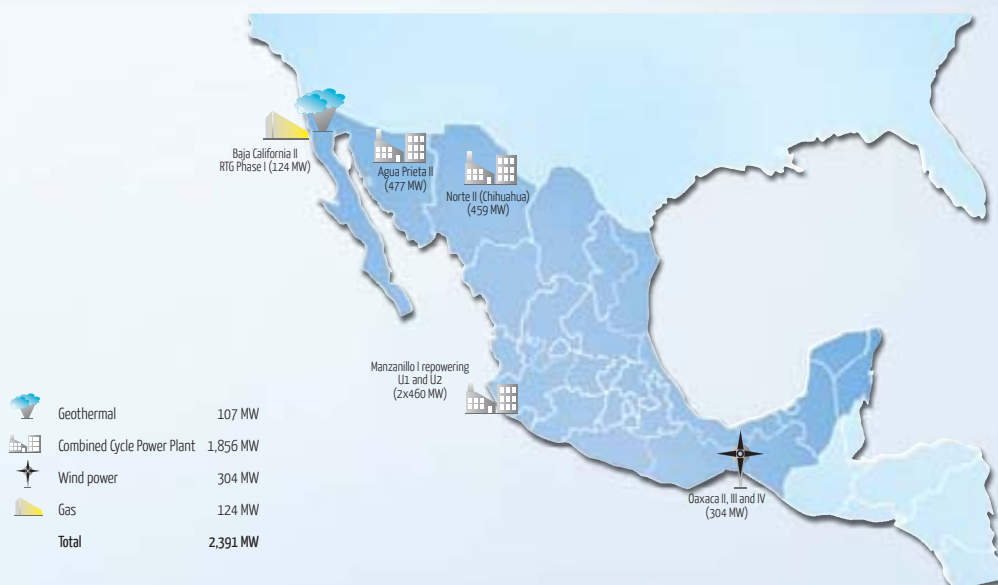 Baja California II
RTG Phase I (124 MW)
Agua Prieta II
(477 MW)
Norte II (Chihuahua)
(459 MW)
Manzanillo I repowering
U1 and U2
(2x460 MW)
Oaxaca II, III and IV
(304 MW)
Geothermal 107 MW
Combined Cycle Power Plant 1,856 MW
Wind power 304 MW
Gas 124 MW
Total 2,391 MW